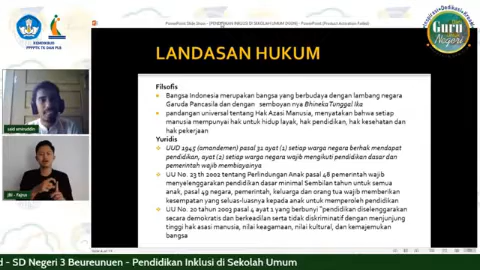 PowerPoint Slide Show - [PENDIDIKAN INKLUSI DI SEKOLAH UMUM] - PowerPoint (Product Activation Failed)
KEMENDIKBUD
PPPPTK TK DAN PLB
Guru
Negeri
LANDASAN HUKUM
Filsofis
Bangsa Indonesia merupakan bangsa yang berbudaya dengan lambang negara
Garuda Pancasila dan dengan semboyan nya Bhineka Tunggal Ika
pandangan universal tentang Hak Azasi Manusia, menyatakan bahwa setiap
manusia mempunyai hak untuk hidup layak, hak pendidikan, hak kesehatan dan
hak pekerjaan
Yuridis
UUD 1945 (amandemen) pasal 31 ayat (1) setiap warga negara berhak mendapat
pendidikan, ayat (2) setiap warga negara wajib mengikuti pendidikan dasar dan
pemerintah wajib membiayainya
UU No. 23 th 2002 tentang Perlindungan Anak pasal 48 pemerintah wajib
menyelenggarakan pendidikan dasar minimal Sembilan tahun untuk semua
anak, pasal 49 negara, pemerintah, keluarga dan orang tua wajib memberikan
kesempatan yang seluas-luasnya kepada anak untuk memperoleh pendidikan
UU No. 20 tahun 2003 pasal 4 ayat 1 yang berbunyi "pendidikan diselenggarakan
secara demokratis dan berkeadilan serta tidak diskriminatif dengan menjunjung
tinggi hak asasi manusia, nilai keagamaan, nilai kultural, dan kemajemukan
bangsa
said aminuddin
JBI - Fajrus
d - SD Negeri 3 Beureunuen - Pendidikan Inklusi di Sekolah Umum